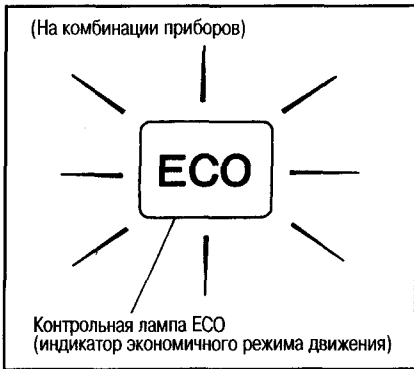 (На комбинации приборов)
ECO
Контрольная лампа ECO
(индикатор экономичного режима движения)